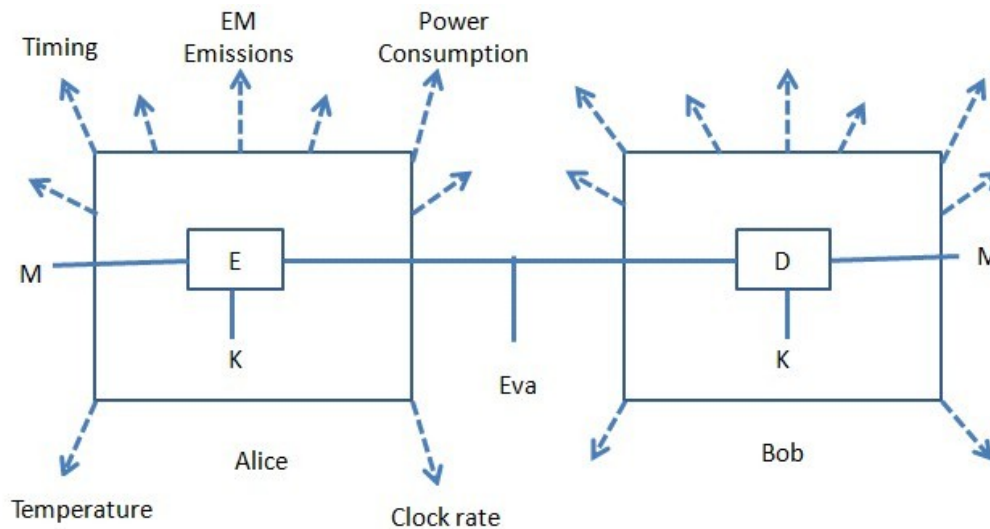 EM
Power
Timing
Emissions
Consumption
M
E
D
M
K
K
Eva
Alice
Bob
Temperature
Clock rate